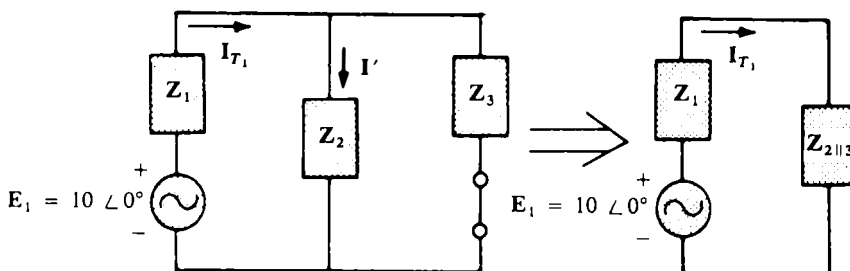 I_{T_1}
I′
Z_1
Z_2
Z_3
+
E_1 = 10 ∠0°
−
I_{T_1}
Z_1
Z_{2||3}
+
E_1 = 10 ∠0°
−